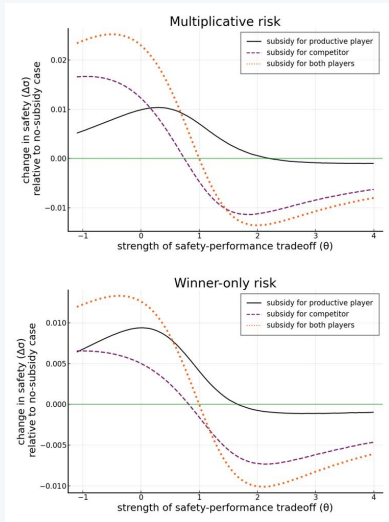 Multiplicative risk
subsidy for productive player
subsidy for competitor
subsidy for both players
change in safety (Δσ)
relative to no-subsidy case
0.02
0.01
0.00
−0.01
-1 0 1 2 3 4
strength of safety-performance tradeoff (θ)
Winner-only risk
subsidy for productive player
subsidy for competitor
subsidy for both players
change in safety (Δσ)
relative to no-subsidy case
0.010
0.005
0.000
−0.005
−0.010
-1 0 1 2 3 4
strength of safety-performance tradeoff (θ)